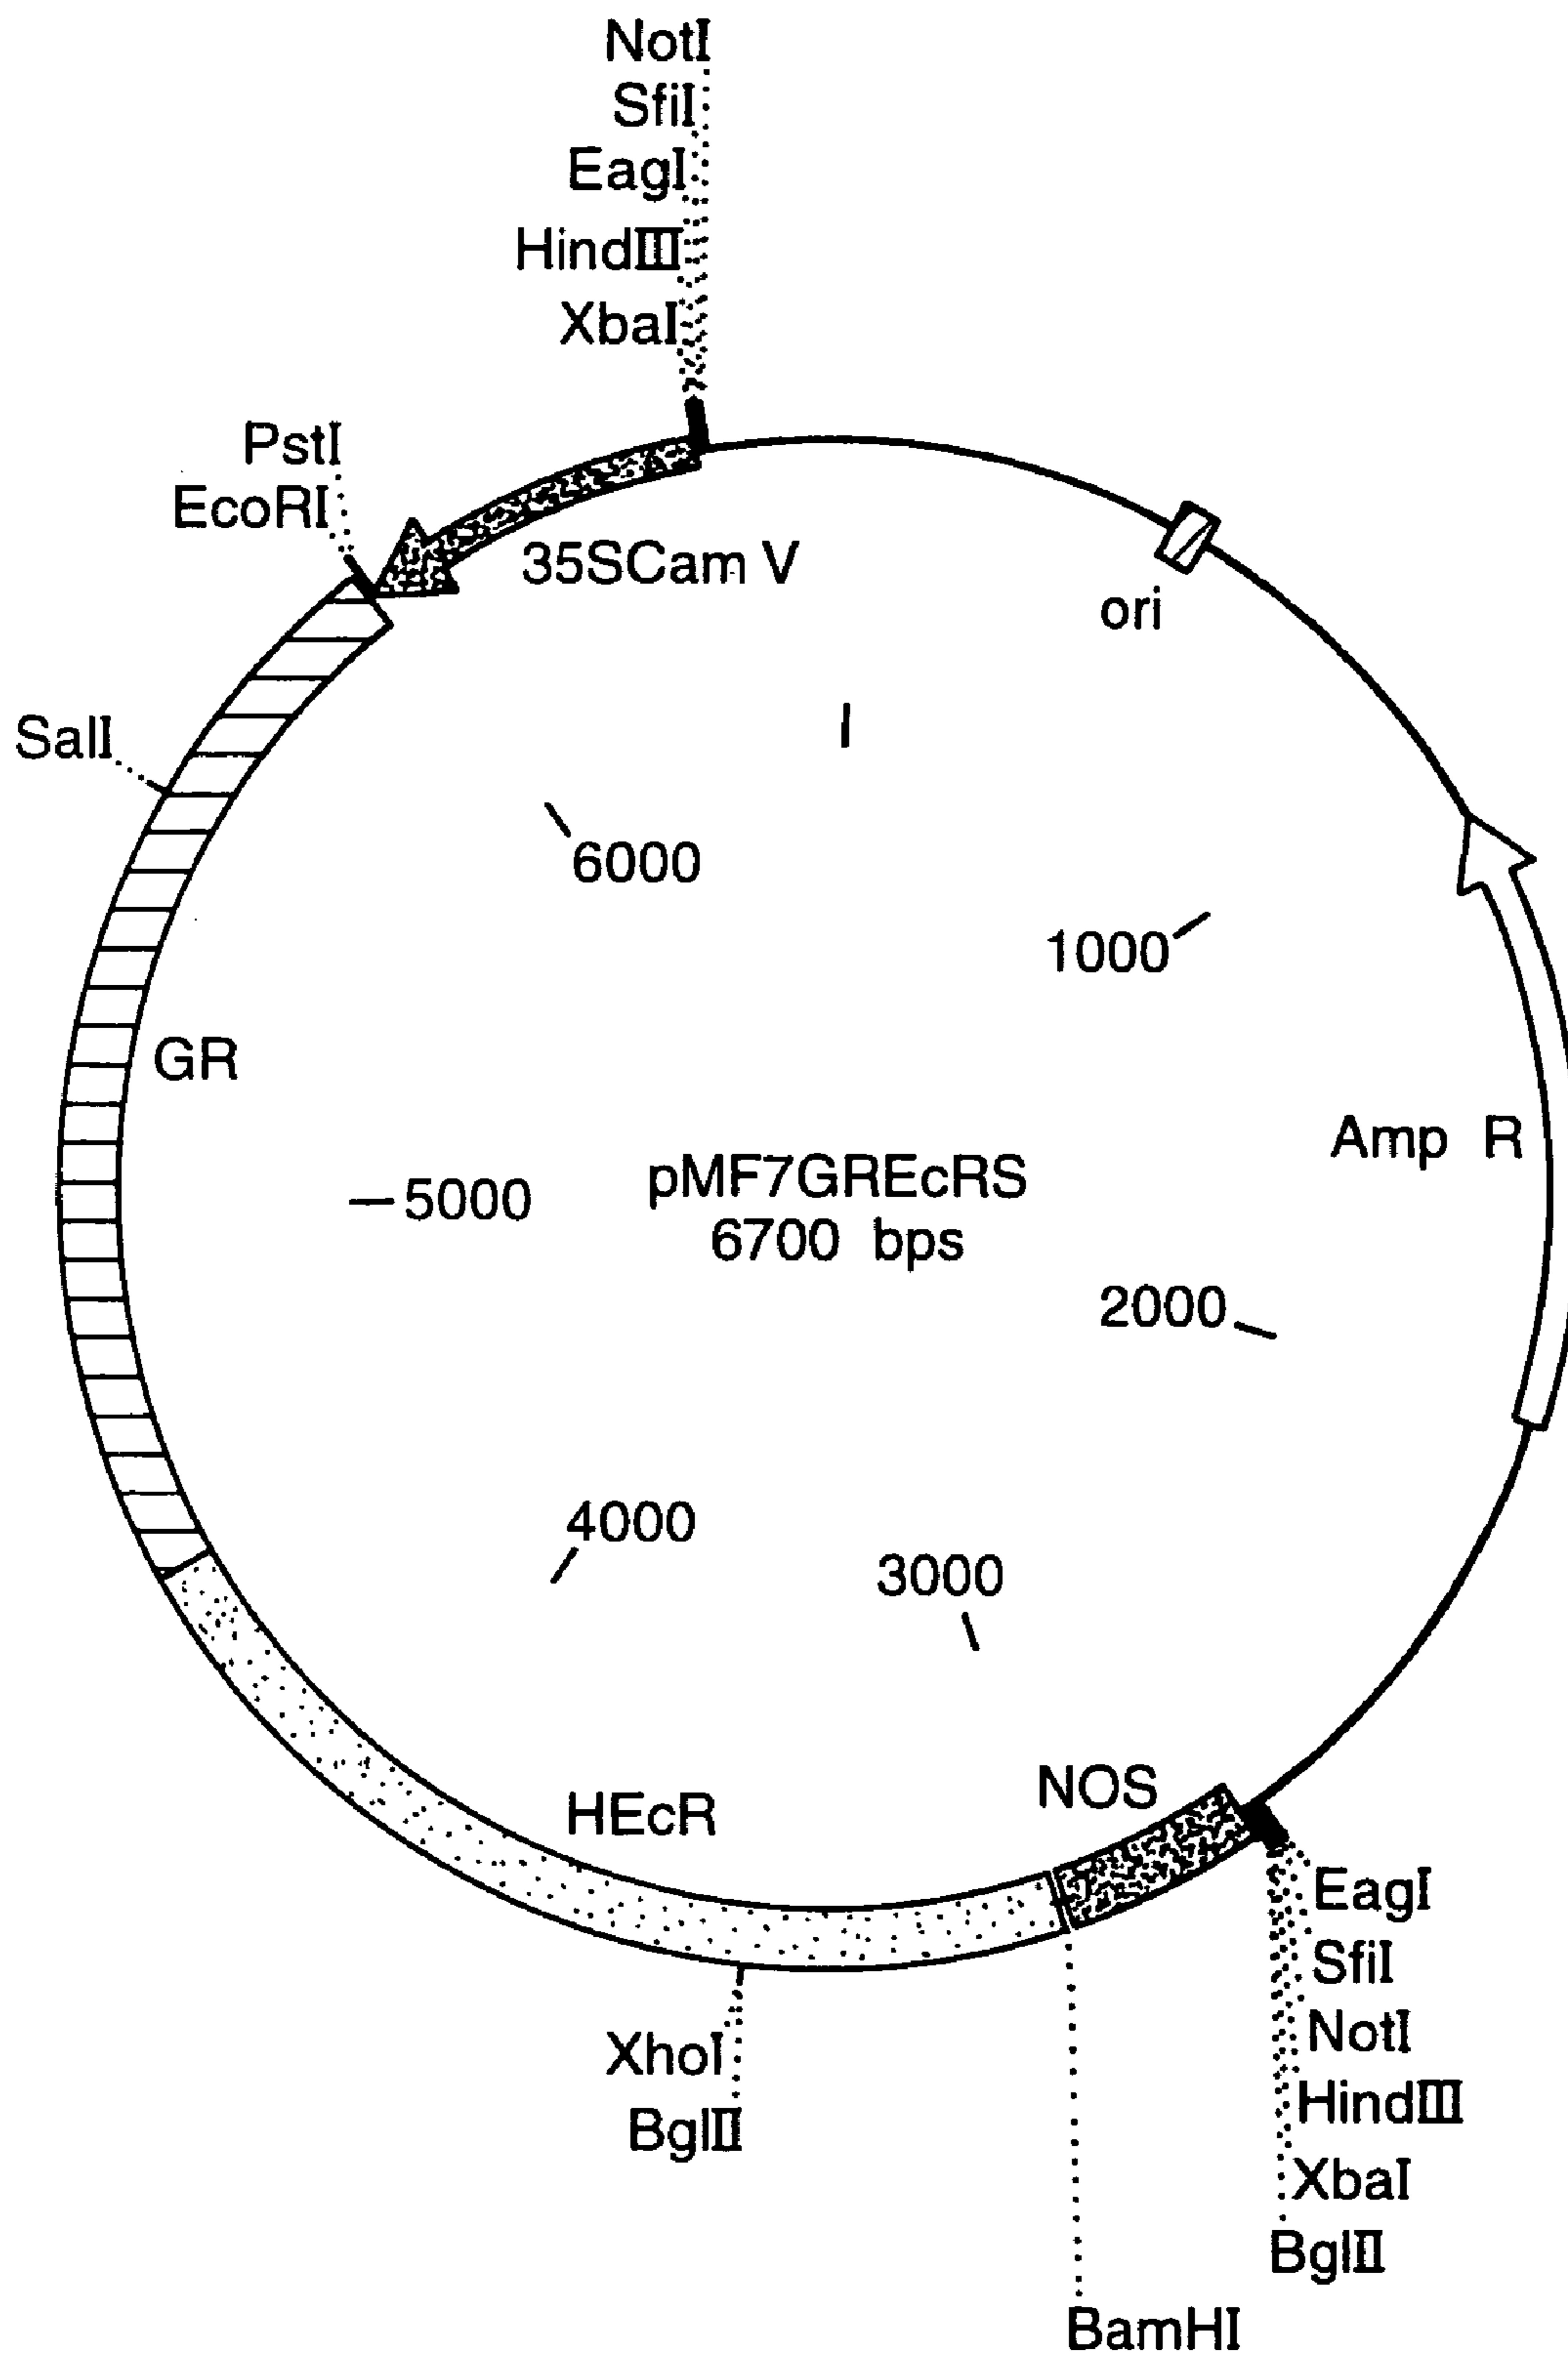 NotI
SfiI
EagI
HindIII
XbaI
PstI
EcoRI
35SCam V
ori
SalI
I
6000
1000
GR
Amp R
pMF7GREcRS
5000
6700 bps
2000
4000
3000
NOS
HEcR
EagI
SfiI
NotI
XhoI
HindIII
BglII
XbaI
BglII
BamHI